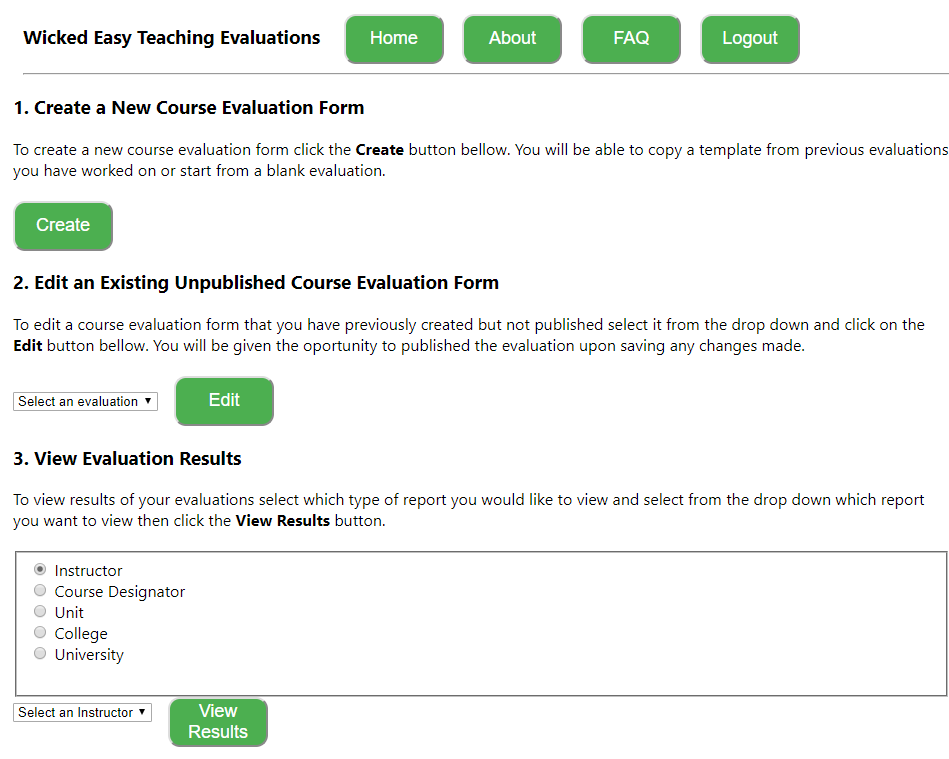 Wicked Easy Teaching Evaluations Home About FAQ Logout
1. Create a New Course Evaluation Form
To create a new course evaluation form click the Create button bellow. You will be able to copy a template from previous evaluations
you have worked on or start from a blank evaluation.
Create
2. Edit an Existing Unpublished Course Evaluation Form
To edit a course evaluation form that you have previously created but not published select it from the drop down and click on the
Edit button bellow. You will be given the oportunity to published the evaluation upon saving any changes made.
Select an evaluation Edit
3. View Evaluation Results
To view results of your evaluations select which type of report you would like to view and select from the drop down which report
you want to view then click the View Results button.
Instructor
Course Designator
Unit
College
University
Select an Instructor
View
Results